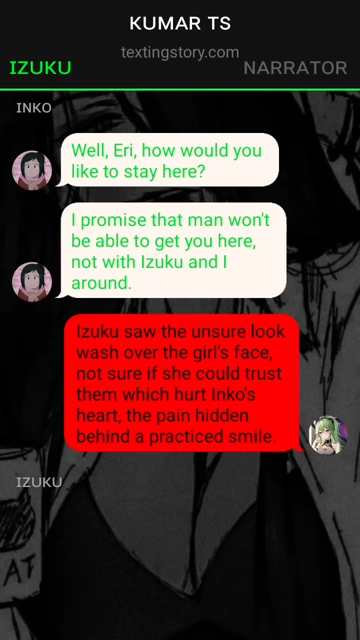 KUMAR TS
textingstory.com
IZUKU
NARRATOR
INKO
Well, Eri, how would you
like to stay here?
I promise that man won't
be able to get you here,
not with Izuku and I
around.
Izuku saw the unsure look
wash over the girl's face,
not sure if she could trust
them which hurt Inko's
heart, the pain hidden
behind a practiced smile.
IZUKU
AT